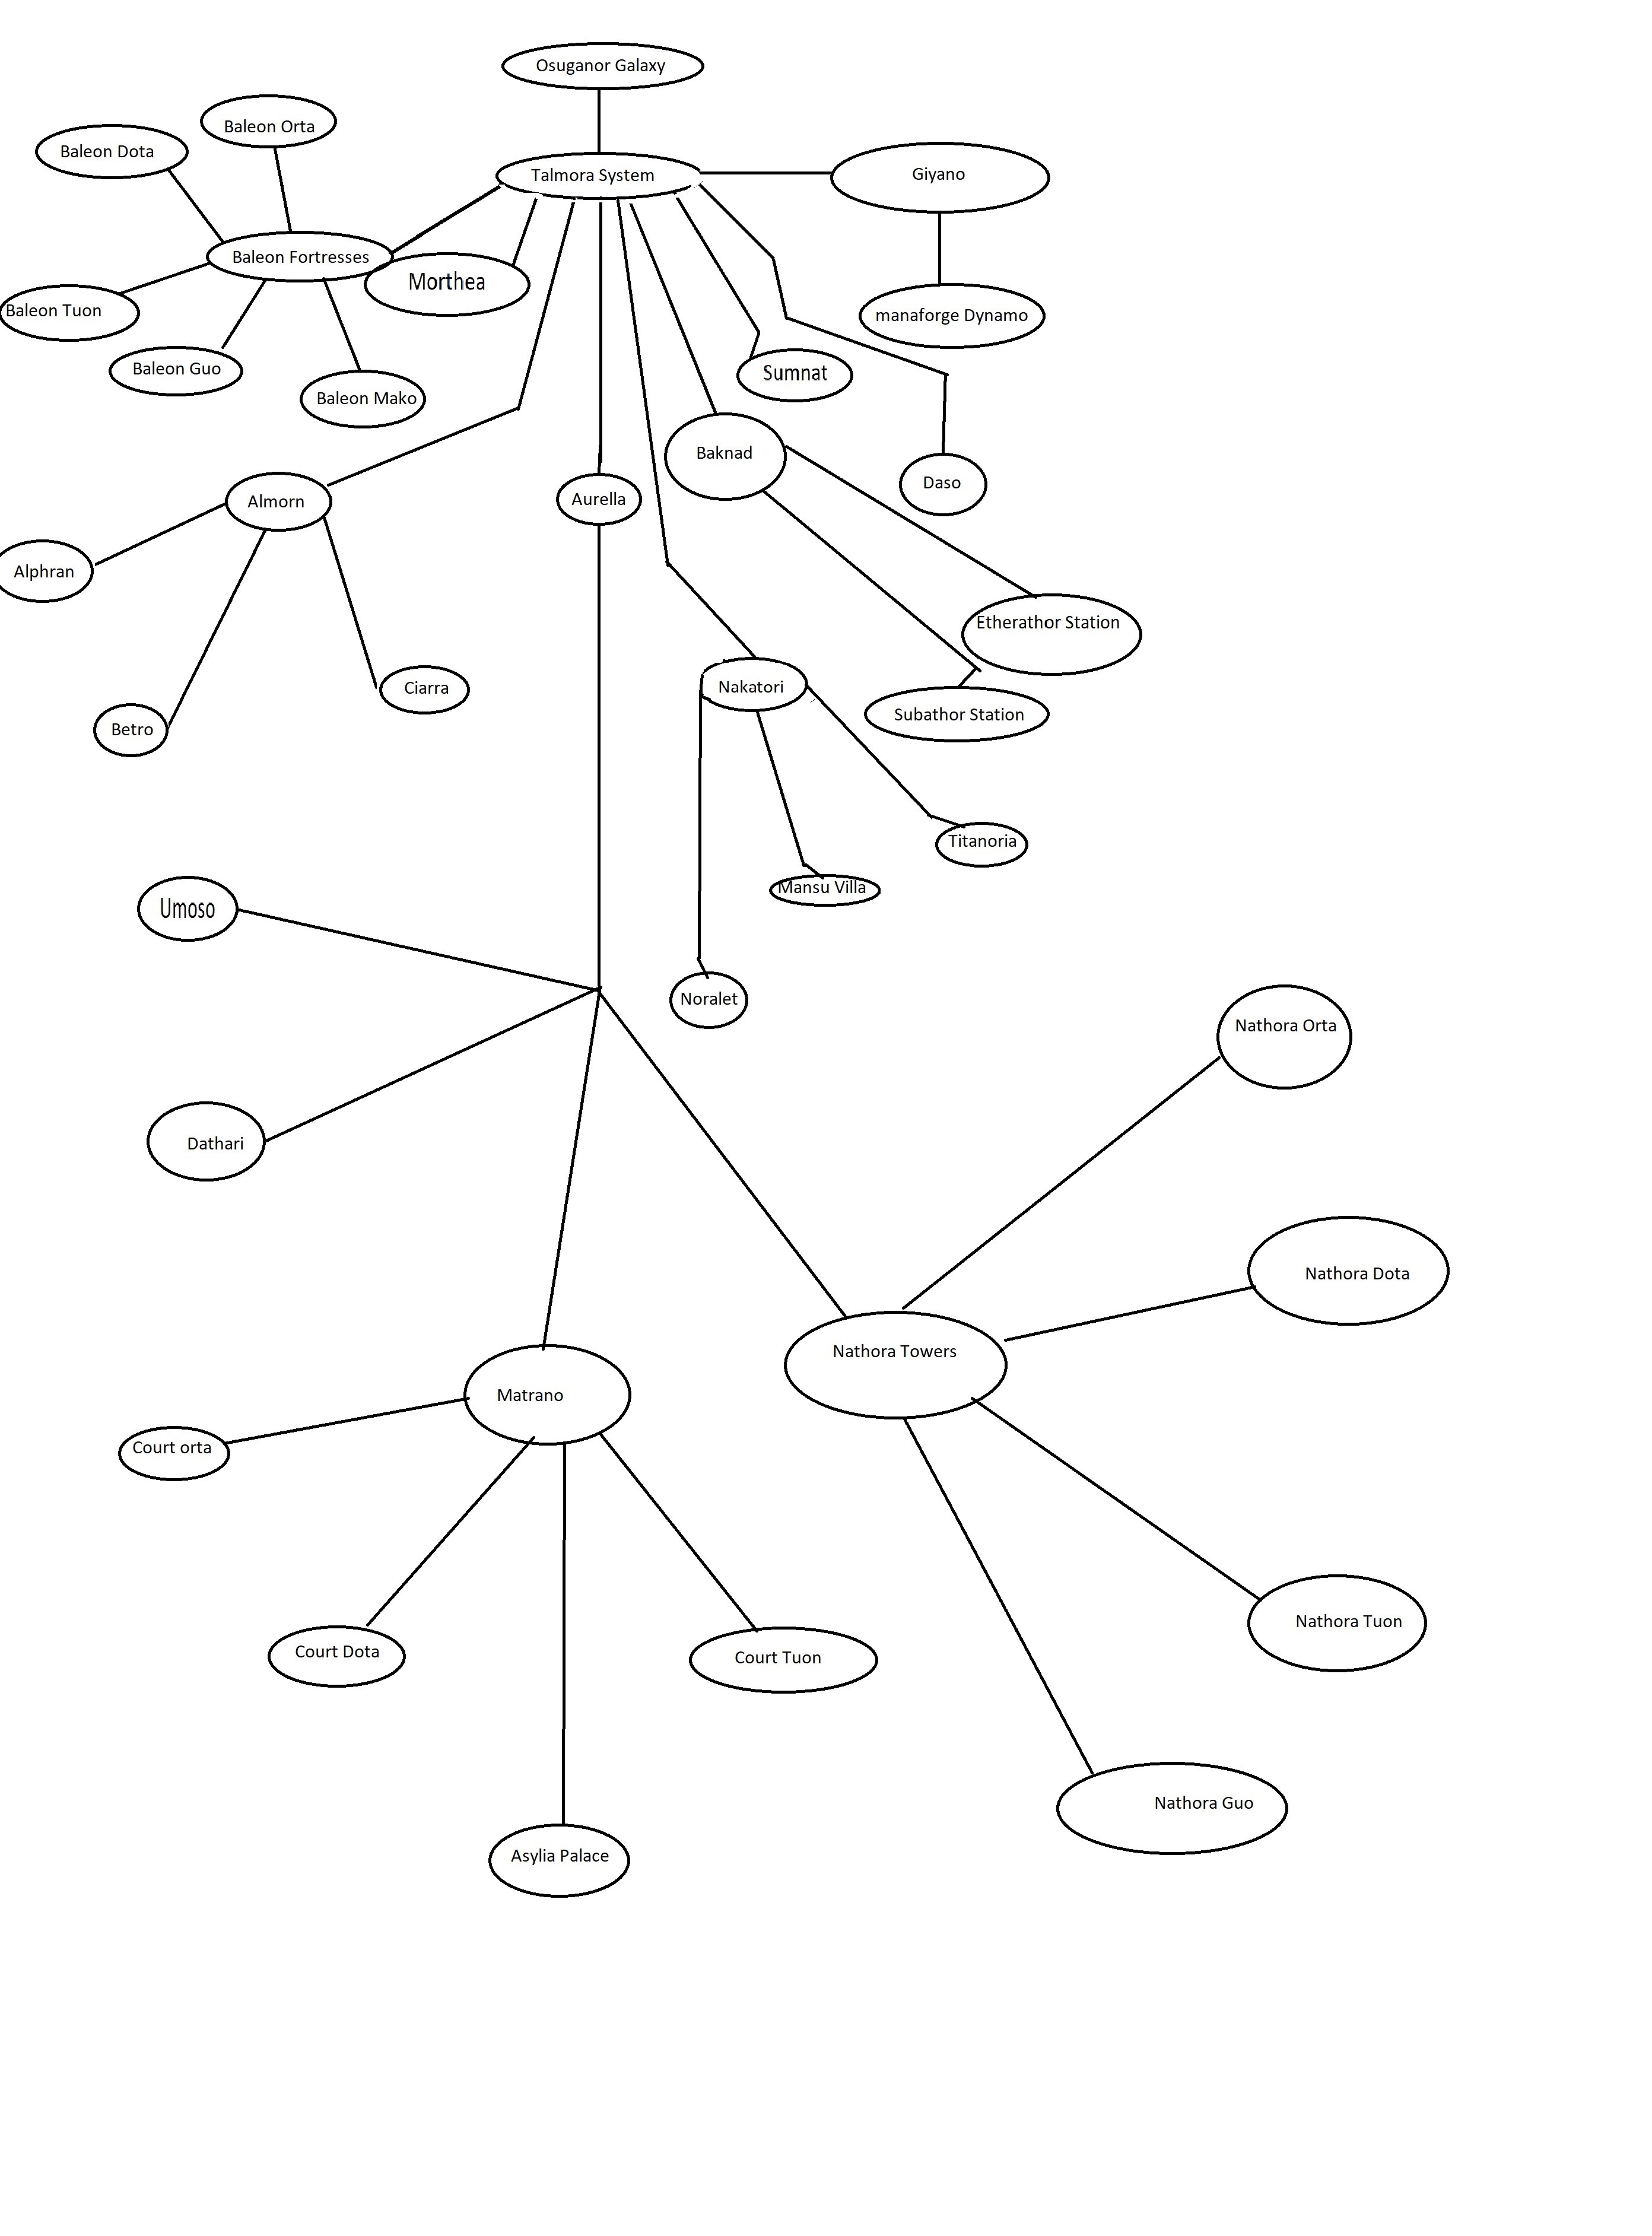 Osuganor Galaxy
Baleon Orta
Baleon Dota
Talmora System
Giyano
Baleon Fortresses
Morthea
Baleon Tuon
manaforge Dynamo
Baleon Guo
Sumnat
Baleon Mako
Baknad
Daso
Almorn
Aurella
Alphran
Etherathor Station
Nakatori
Ciarra
Subathor Station
Betro
Titanoria
Mansu Villa
Umoso
Noralet
Nathora Orta
Dathari
Nathora Dota
Nathora Towers
Matrano
Court orta
Nathora Tuon
Court Dota
Court Tuon
Nathora Guo
Asylia Palace